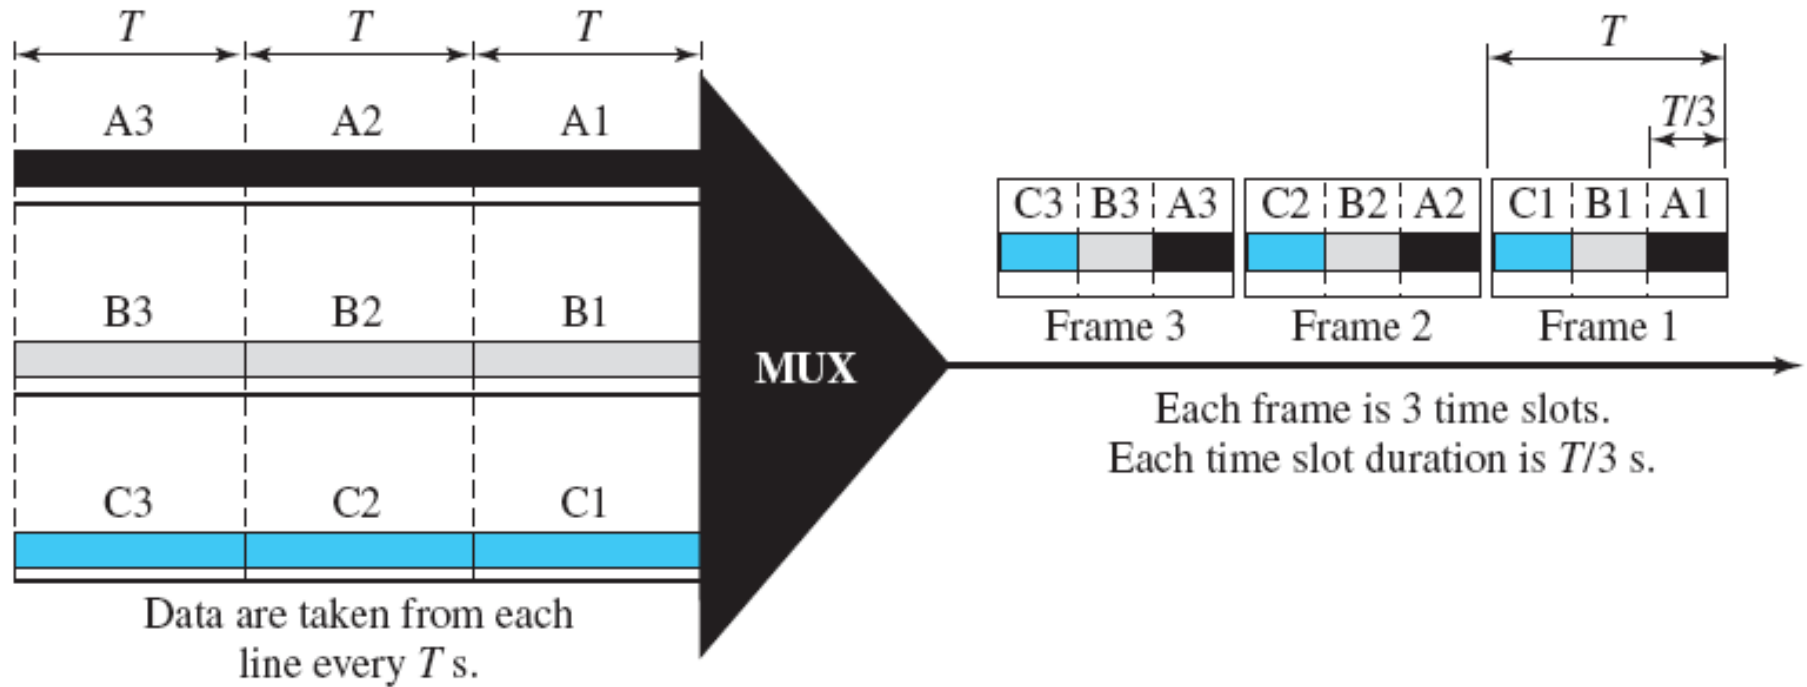 T T T
T
T/3
A3 A2 A1
C3 B3 A3 C2 B2 A2 C1 B1 A1
Frame 3 Frame 2 Frame 1
B3 B2 B1
MUX
Each frame is 3 time slots.
Each time slot duration is T/3 s.
C3 C2 C1
Data are taken from each
line every T s.